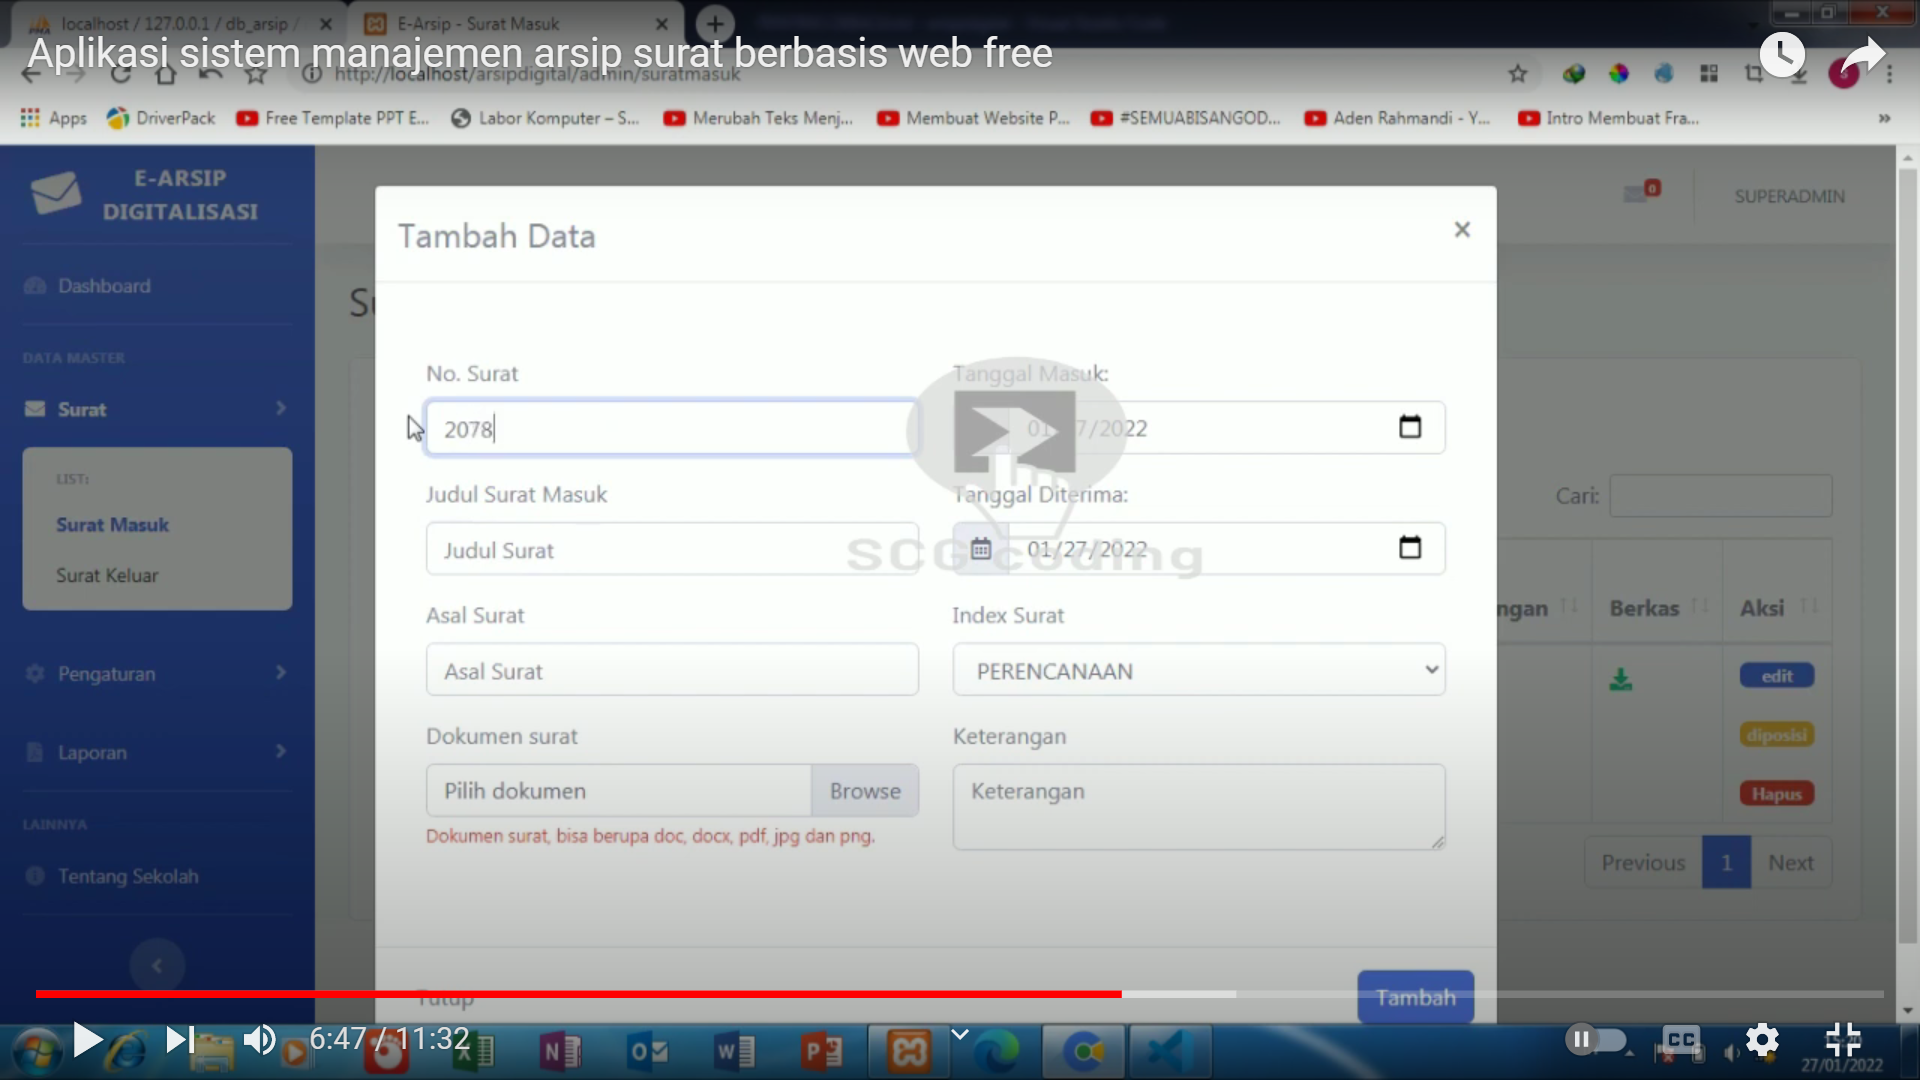 localhost / 127.0.0.1 / db_arsip /
E-Arsip - Surat Masuk
Aplikasi sistem manajemen arsip surat berbasis web free
http://localhost/arsipdigital/admin/suratmasuk
Apps
DriverPack
Free Template PPT E...
Labor Komputer – S...
Merubah Teks Menj...
Membuat Website P...
#SEMUABISANGOD...
Aden Rahmandi - Y...
Intro Membuat Fra...
E-ARSIP
DIGITALISASI
0
SUPERADMIN
Dashboard
DATA MASTER
Surat
LIST:
Surat Masuk
Surat Keluar
Pengaturan
Laporan
LAINNYA
Tentang Sekolah
Tambah Data
No. Surat
2078
Tanggal Masuk:
Judul Surat Masuk
Judul Surat
Tanggal Diterima:
01/27/2022
SCG coding
Asal Surat
Asal Surat
Index Surat
PERENCANAAN
Dokumen surat
Pilih dokumen
Browse
Dokumen surat, bisa berupa doc, docx, pdf, jpg dan png.
Keterangan
Keterangan
Tutup
Tambah
Cari:
ngan
Berkas
Aksi
edit
diposisi
Hapus
Previous
1
Next
6:47 / 11:32
CC
27/01/2022